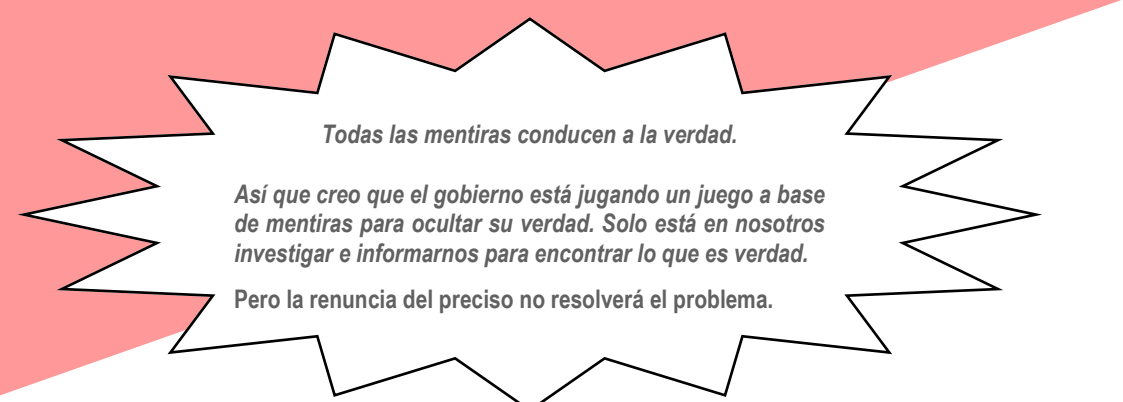 Todas las mentiras conducen a la verdad.
Así que creo que el gobierno está jugando un juego a base
de mentiras para ocultar su verdad. Solo está en nosotros
investigar e informarnos para encontrar lo que es verdad.
Pero la renuncia del preciso no resolverá el problema.